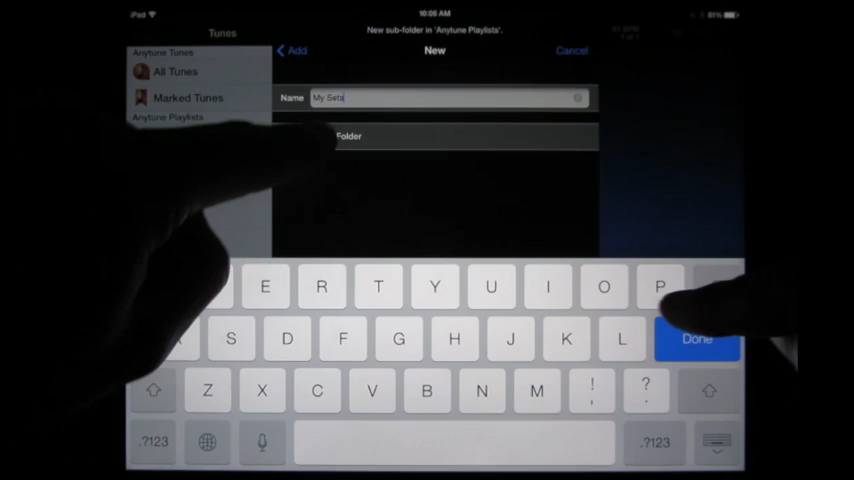 iPad 10:06 AM 81%
New sub-folder in 'Anytune Playlists'.
Tunes
Add New Cancel
Anytune Tunes
All Tunes
Marked Tunes
Anytune Playlists
Name My Sets
Folder
E R T Y U I O P
S D F G H J K L Done
Z X C V B N M ! , ? .
.?123 .?123